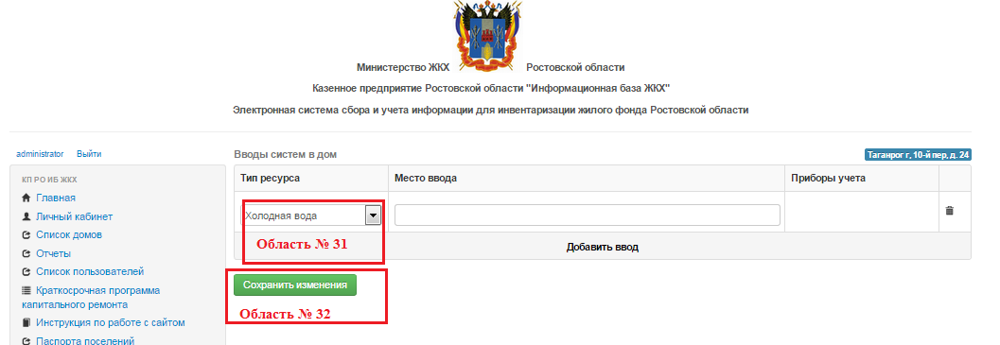 Министерство ЖКХ Ростовской области
Казенное предприятие Ростовской области "Информационная база ЖКХ"
Электронная система сбора и учета информации для инвентаризации жилого фонда Ростовской области
administrator Выйти
КП РО ИБ ЖКХ
Главная
Личный кабинет
Список домов
Отчеты
Список пользователей
Краткосрочная программа
капитального ремонта
Инструкция по работе с сайтом
Паспорта поселений
Вводы систем в дом
Таганрог г, 10-й пер, д. 24
Тип ресурса Место ввода Приборы учета
Холодная вода
Область № 31
Добавить ввод
Сохранить изменения
Область № 32